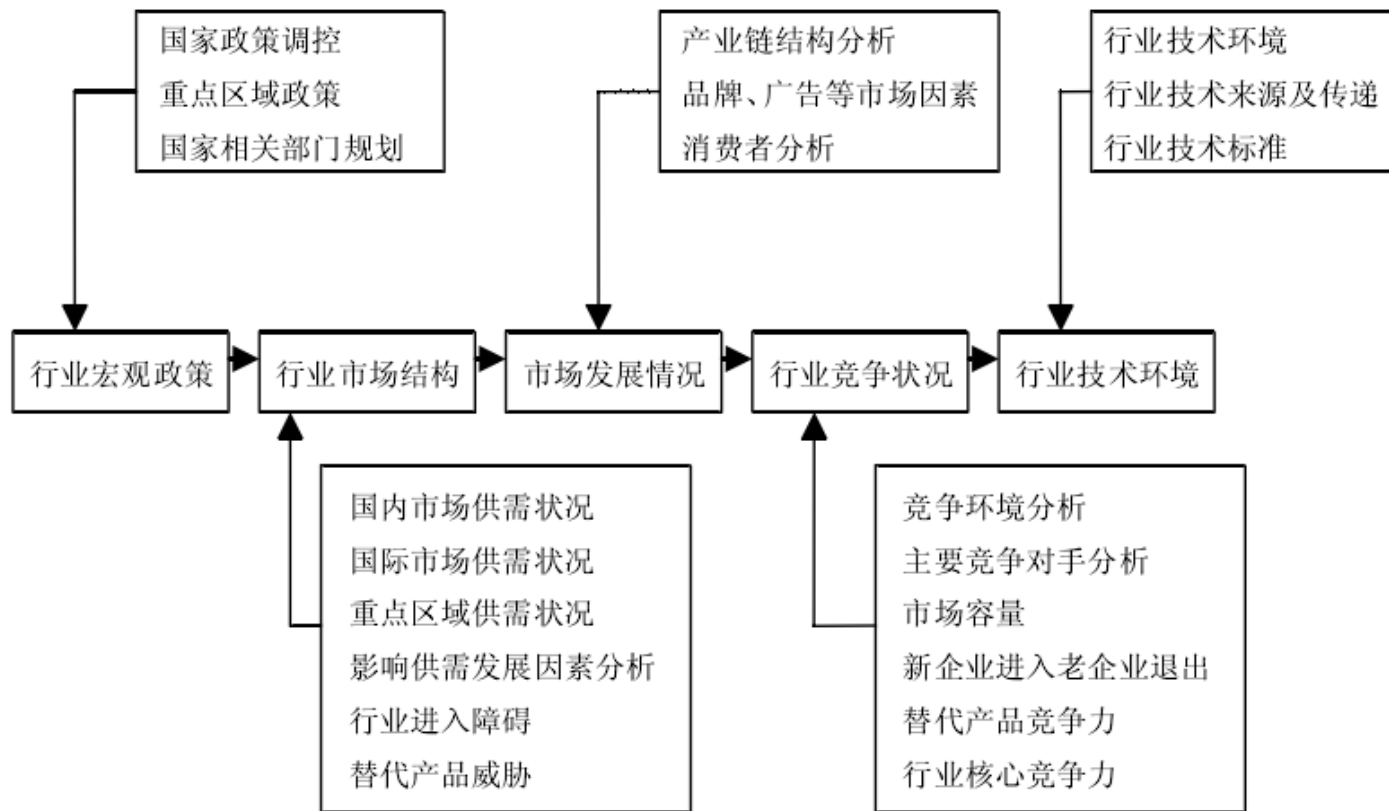 国家政策调控
重点区域政策
国家相关部门规划
产业链结构分析
品牌、广告等市场因素
消费者分析
行业技术环境
行业技术来源及传递
行业技术标准
行业宏观政策
行业市场结构
市场发展情况
行业竞争状况
行业技术环境
国内市场供需状况
国际市场供需状况
重点区域供需状况
影响供需发展因素分析
行业进入障碍
替代产品威胁
竞争环境分析
主要竞争对手分析
市场容量
新企业进入老企业退出
替代产品竞争力
行业核心竞争力